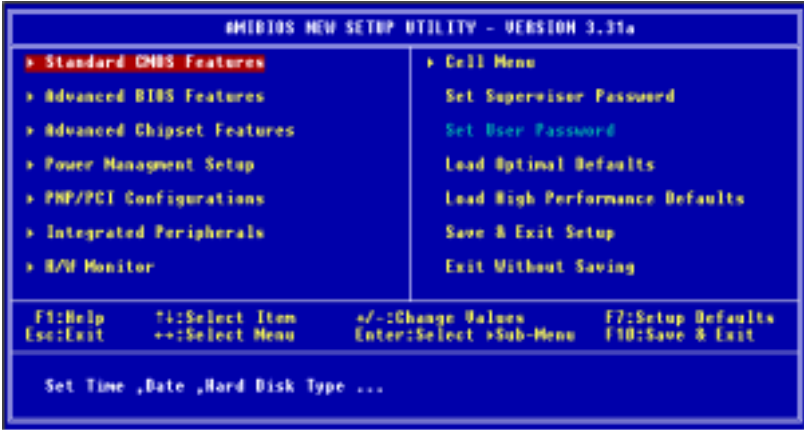 AMIBIOS NEW SETUP UTILITY - VERSION 3.31a
▸ Standard CMOS Features
▸ Advanced BIOS Features
▸ Advanced Chipset Features
▸ Power Managment Setup
▸ PNP/PCI Configurations
▸ Integrated Peripherals
▸ H/W Monitor
▸ Cell Menu
Set Supervisor Password
Set User Password
Load Optimal Defaults
Load High Performance Defaults
Save & Exit Setup
Exit Without Saving
F1:Help ↑↓:Select Item +/-:Change Values F7:Setup Defaults
Esc:Exit ←→:Select Menu Enter:Select ▸Sub-Menu F10:Save & Exit
Set Time ,Date ,Hard Disk Type ...